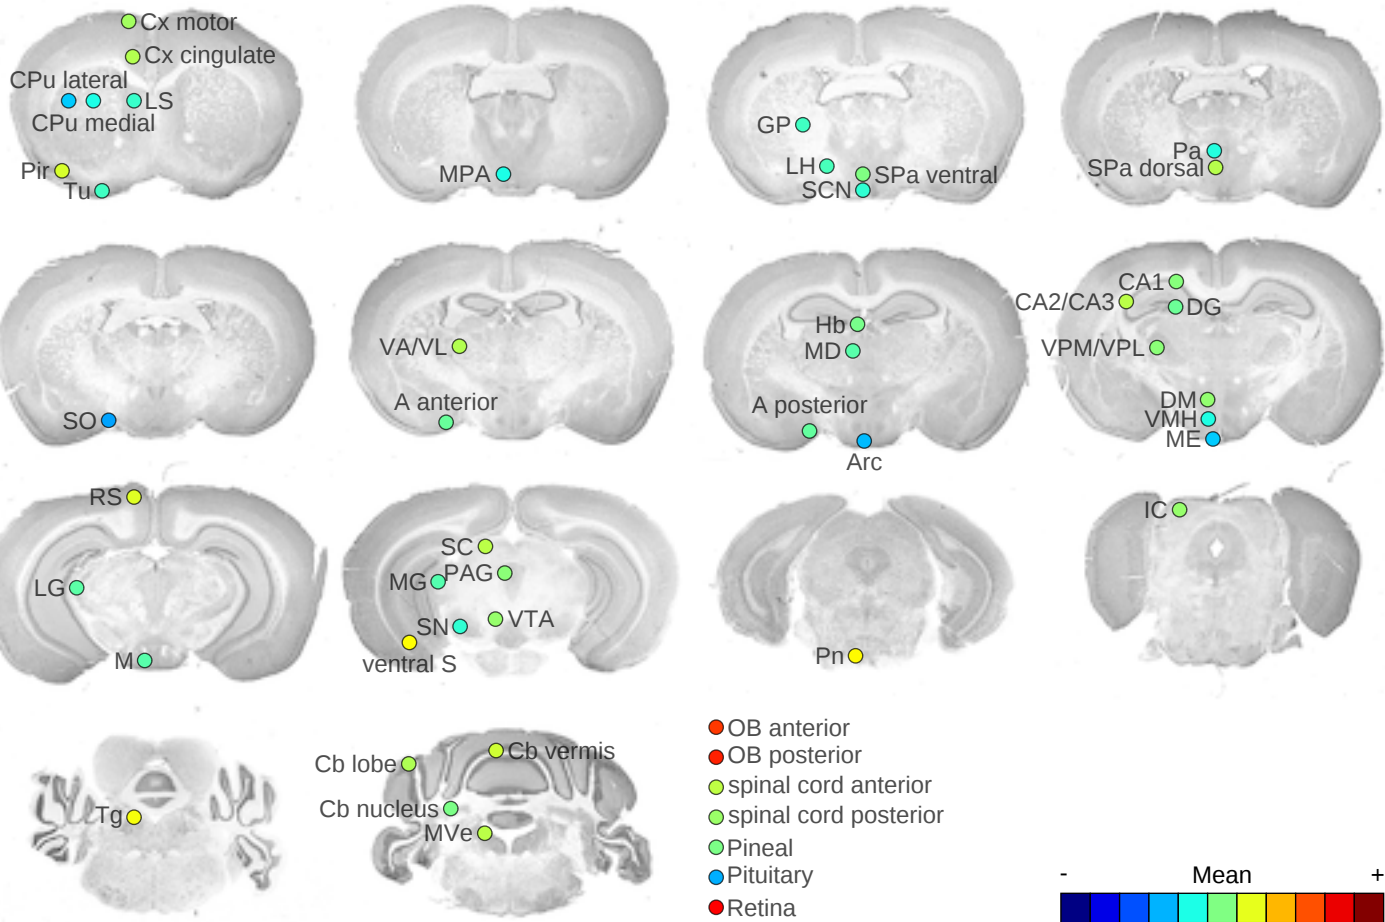 Cx motor
Cx cingulate
CPu lateral
LS
CPu medial
Pir
Tu
MPA
GP
LH
SPa ventral
SCN
Pa
SPa dorsal
SO
VA/VL
A anterior
Hb
MD
A posterior
Arc
CA1
CA2/CA3
DG
VPM/VPL
DM
VMH
ME
RS
LG
M
SC
MG
PAG
SN
VTA
ventral S
Pn
IC
Tg
Cb lobe
Cb vermis
Cb nucleus
MVe
OB anterior
OB posterior
spinal cord anterior
spinal cord posterior
Pineal
Pituitary
Retina
- Mean +